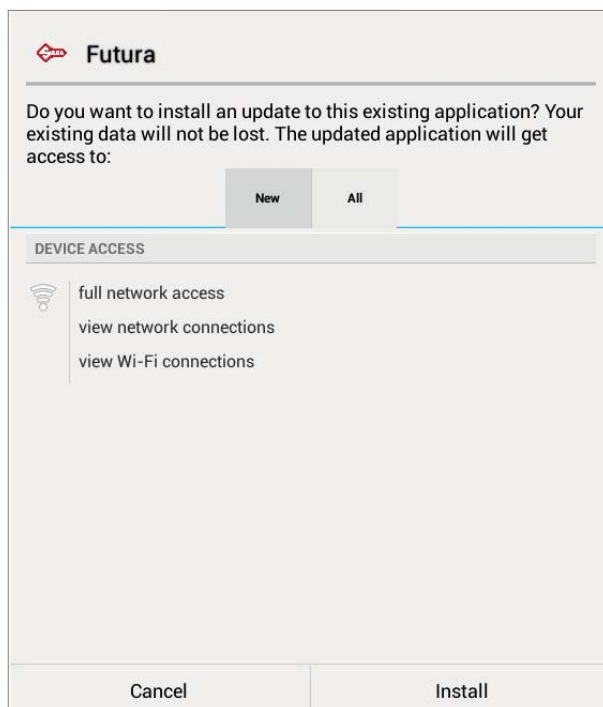 Futura
Do you want to install an update to this existing application? Your
existing data will not be lost. The updated application will get
access to:
New All
DEVICE ACCESS
full network access
view network connections
view Wi-Fi connections
Cancel Install